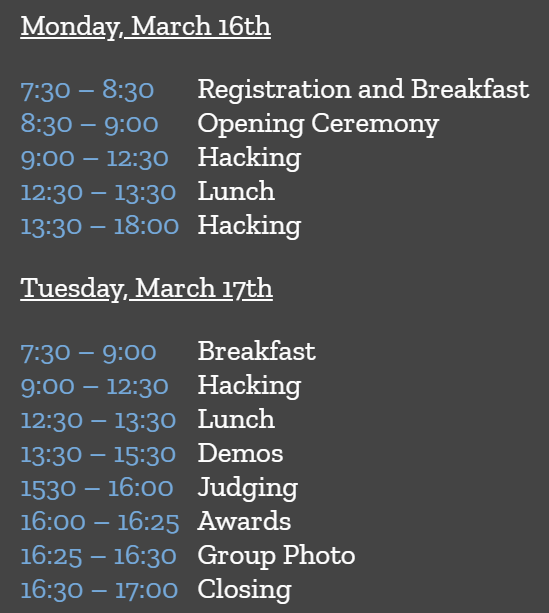 Monday, March 16th
7:30 – 8:30 Registration and Breakfast
8:30 – 9:00 Opening Ceremony
9:00 – 12:30 Hacking
12:30 – 13:30 Lunch
13:30 – 18:00 Hacking
Tuesday, March 17th
7:30 – 9:00 Breakfast
9:00 – 12:30 Hacking
12:30 – 13:30 Lunch
13:30 – 15:30 Demos
1530 – 16:00 Judging
16:00 – 16:25 Awards
16:25 – 16:30 Group Photo
16:30 – 17:00 Closing